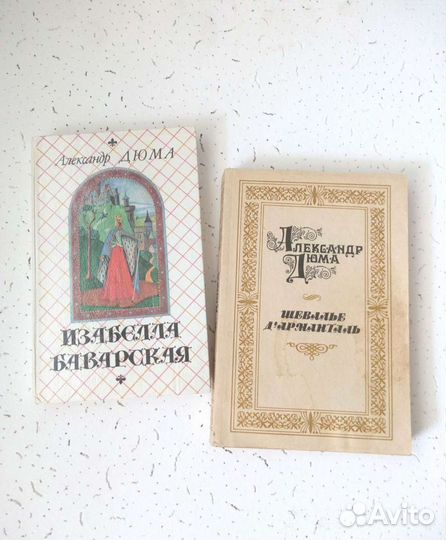 Александр ДЮМА
ИЗАБЕЛЛА
БАВАРСКАЯ
АЛЕКСАНДР
ДЮМА
ШЕВАЛЬЕ
Д'АРМАНТАЛЬ
Avito